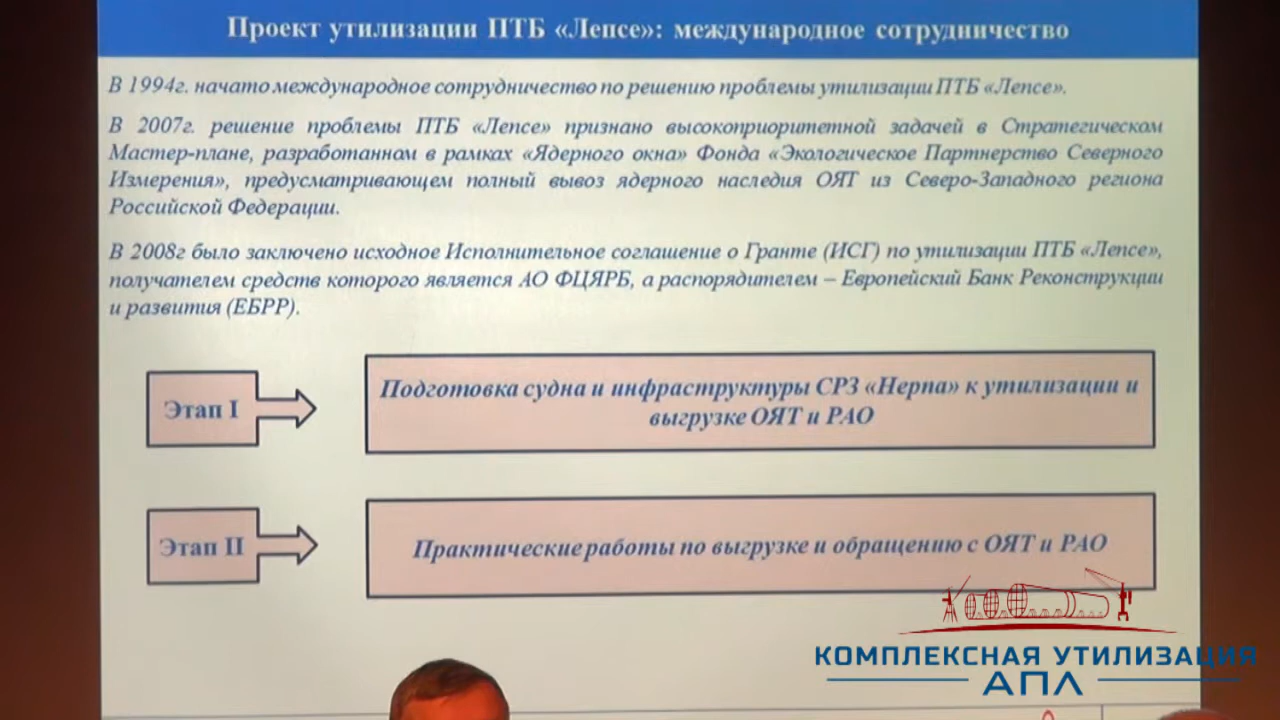 Проект утилизации ПТБ «Лепсе»: международное сотрудничество
В 1994г. начато международное сотрудничество по решению проблемы утилизации ПТБ «Лепсе».
В 2007г. решение проблемы ПТБ «Лепсе» признано высокоприоритетной задачей в Стратегическом
Мастер-плане, разработанном в рамках «Ядерного окна» Фонда «Экологическое Партнерство Северного
Измерения», предусматривающем полный вывоз ядерного наследия ОЯТ из Северо-Западного региона
Российской Федерации.
В 2008г было заключено исходное Исполнительное соглашение о Гранте (ИСГ) по утилизации ПТБ «Лепсе»,
получателем средств которого является АО ФЦЯРБ, а распорядителем – Европейский Банк Реконструкции
и развития (ЕБРР).
Этап I
Подготовка судна и инфраструктуры СРЗ «Нерпа» к утилизации и
выгрузке ОЯТ и РАО
Этап II
Практические работы по выгрузке и обращению с ОЯТ и РАО
КОМПЛЕКСНАЯ УТИЛИЗАЦИЯ
АПЛ